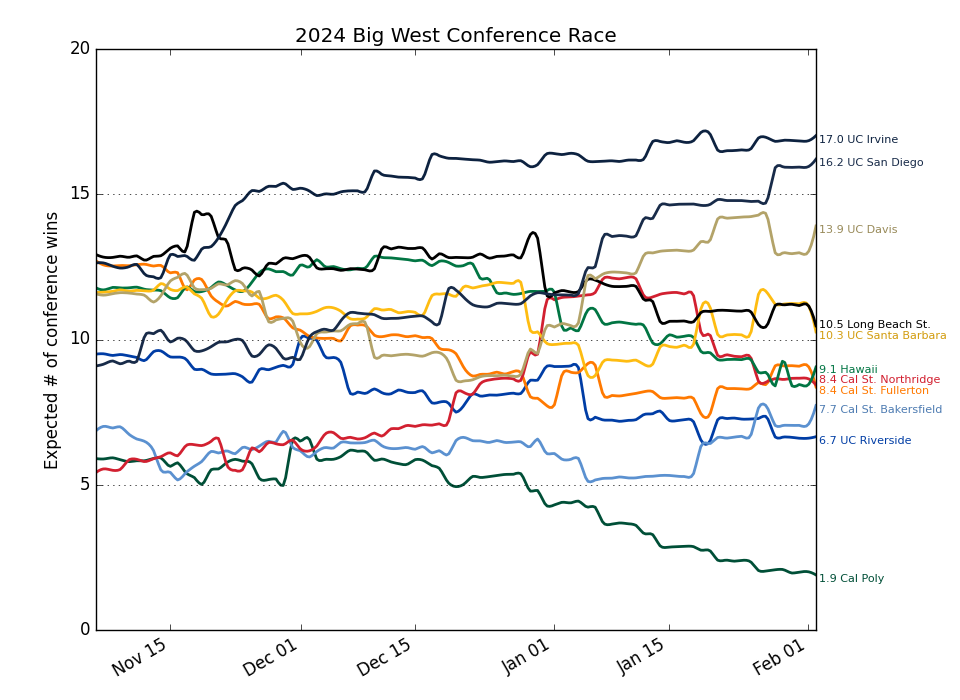 2024 Big West Conference Race
Expected # of conference wins
20
15
10
5
0
17.0 UC Irvine
16.2 UC San Diego
13.9 UC Davis
10.5 Long Beach St.
10.3 UC Santa Barbara
9.1 Hawaii
8.4 Cal St. Northridge
8.4 Cal St. Fullerton
7.7 Cal St. Bakersfield
6.7 UC Riverside
1.9 Cal Poly
Nov 15
Dec 01
Dec 15
Jan 01
Jan 15
Feb 01